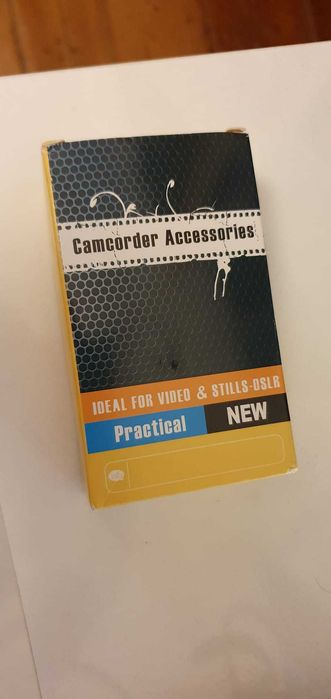 Camcorder Accessories
IDEAL FOR VIDEO & STILLS-DSLR
Practical NEW